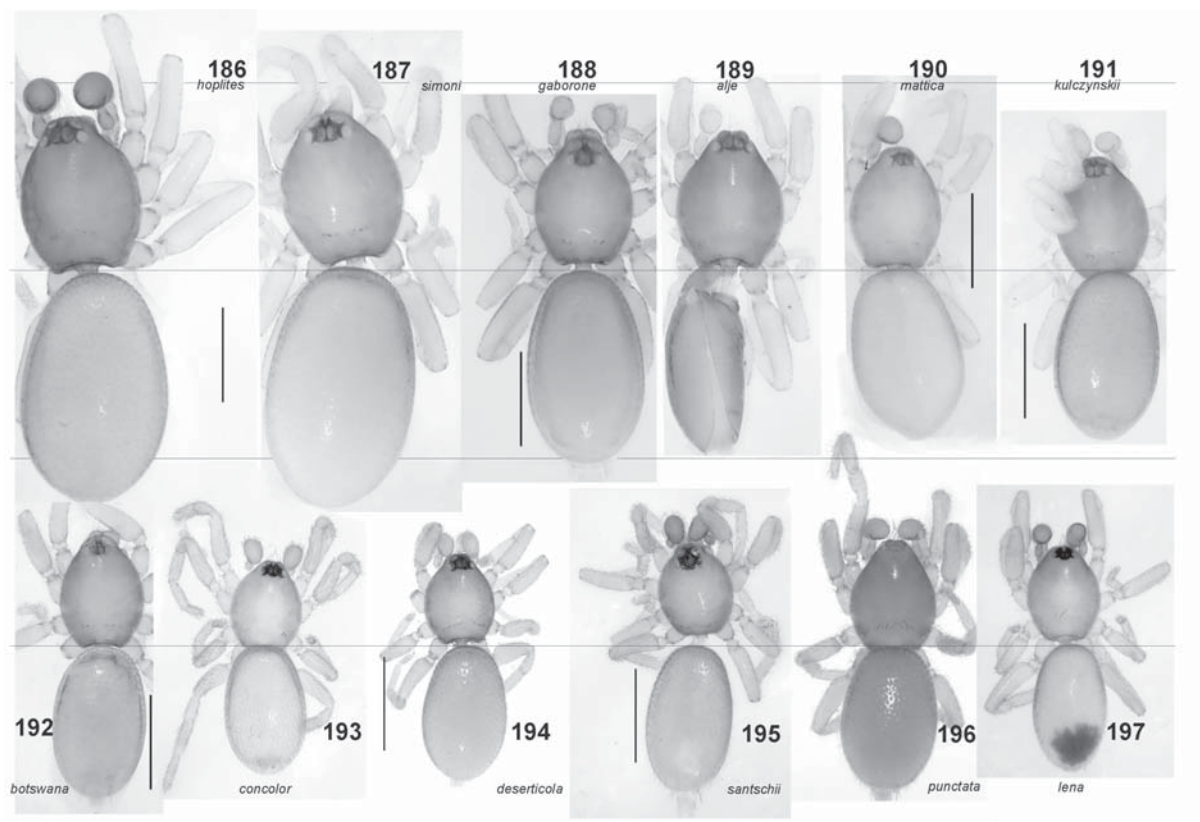 186
hoplites
187
simoni
188
gaborone
189
alje
190
mattica
191
kulczynskii
192
botswana
193
concolor
194
deserticola
195
santschii
196
punctata
197
lena